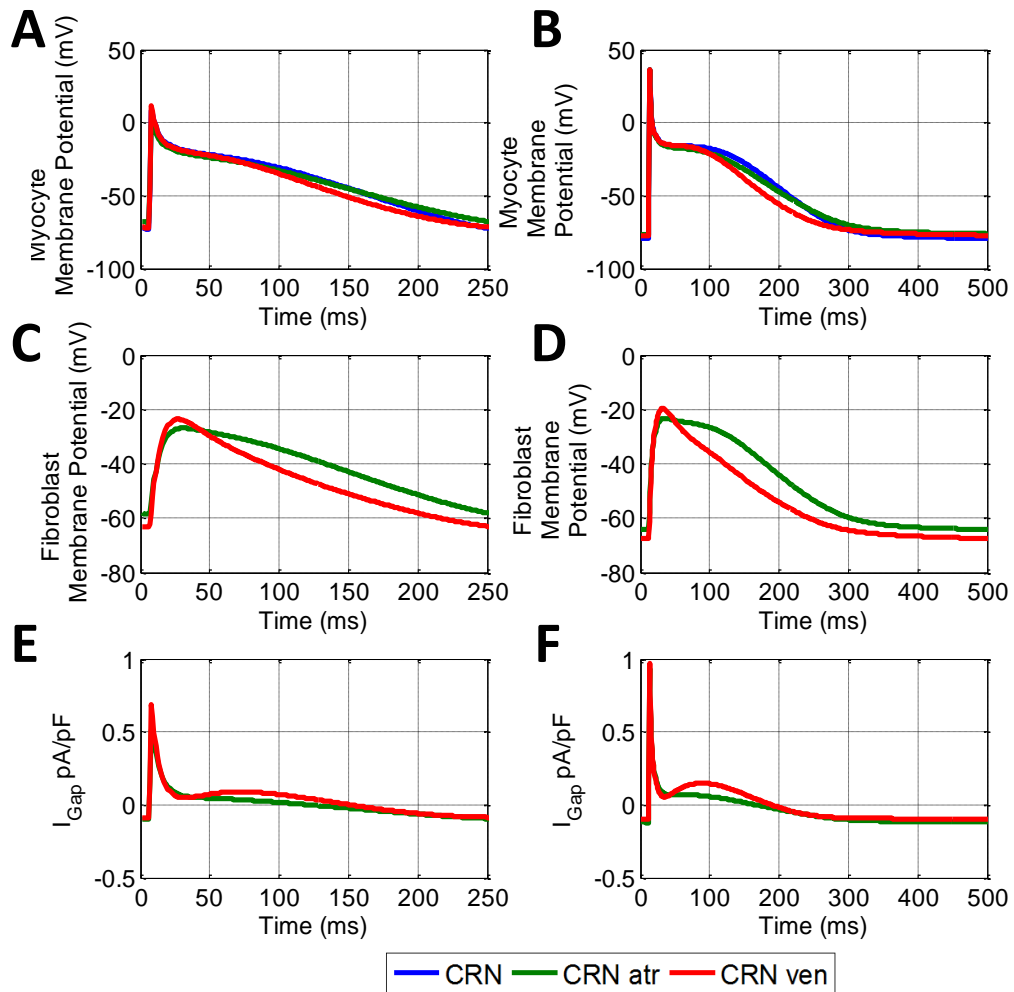 A
B
Myocyte
Membrane Potential (mV)
50
0
-50
-100
0 50 100 150 200 250
Time (ms)
Myocyte
Membrane
Potential (mV)
50
0
-50
-100
0 100 200 300 400 500
Time (ms)
C
D
Fibroblast
Membrane Potential (mV)
0
-20
-40
-60
-80
0 50 100 150 200 250
Time (ms)
Fibroblast
Membrane
Potential (mV)
0
-20
-40
-60
-80
0 100 200 300 400 500
Time (ms)
E
F
I_Gap pA/pF
1
0.5
0
-0.5
0 50 100 150 200 250
Time (ms)
I_Gap pA/pF
1
0.5
0
-0.5
0 100 200 300 400 500
Time (ms)
CRN CRN atr CRN ven